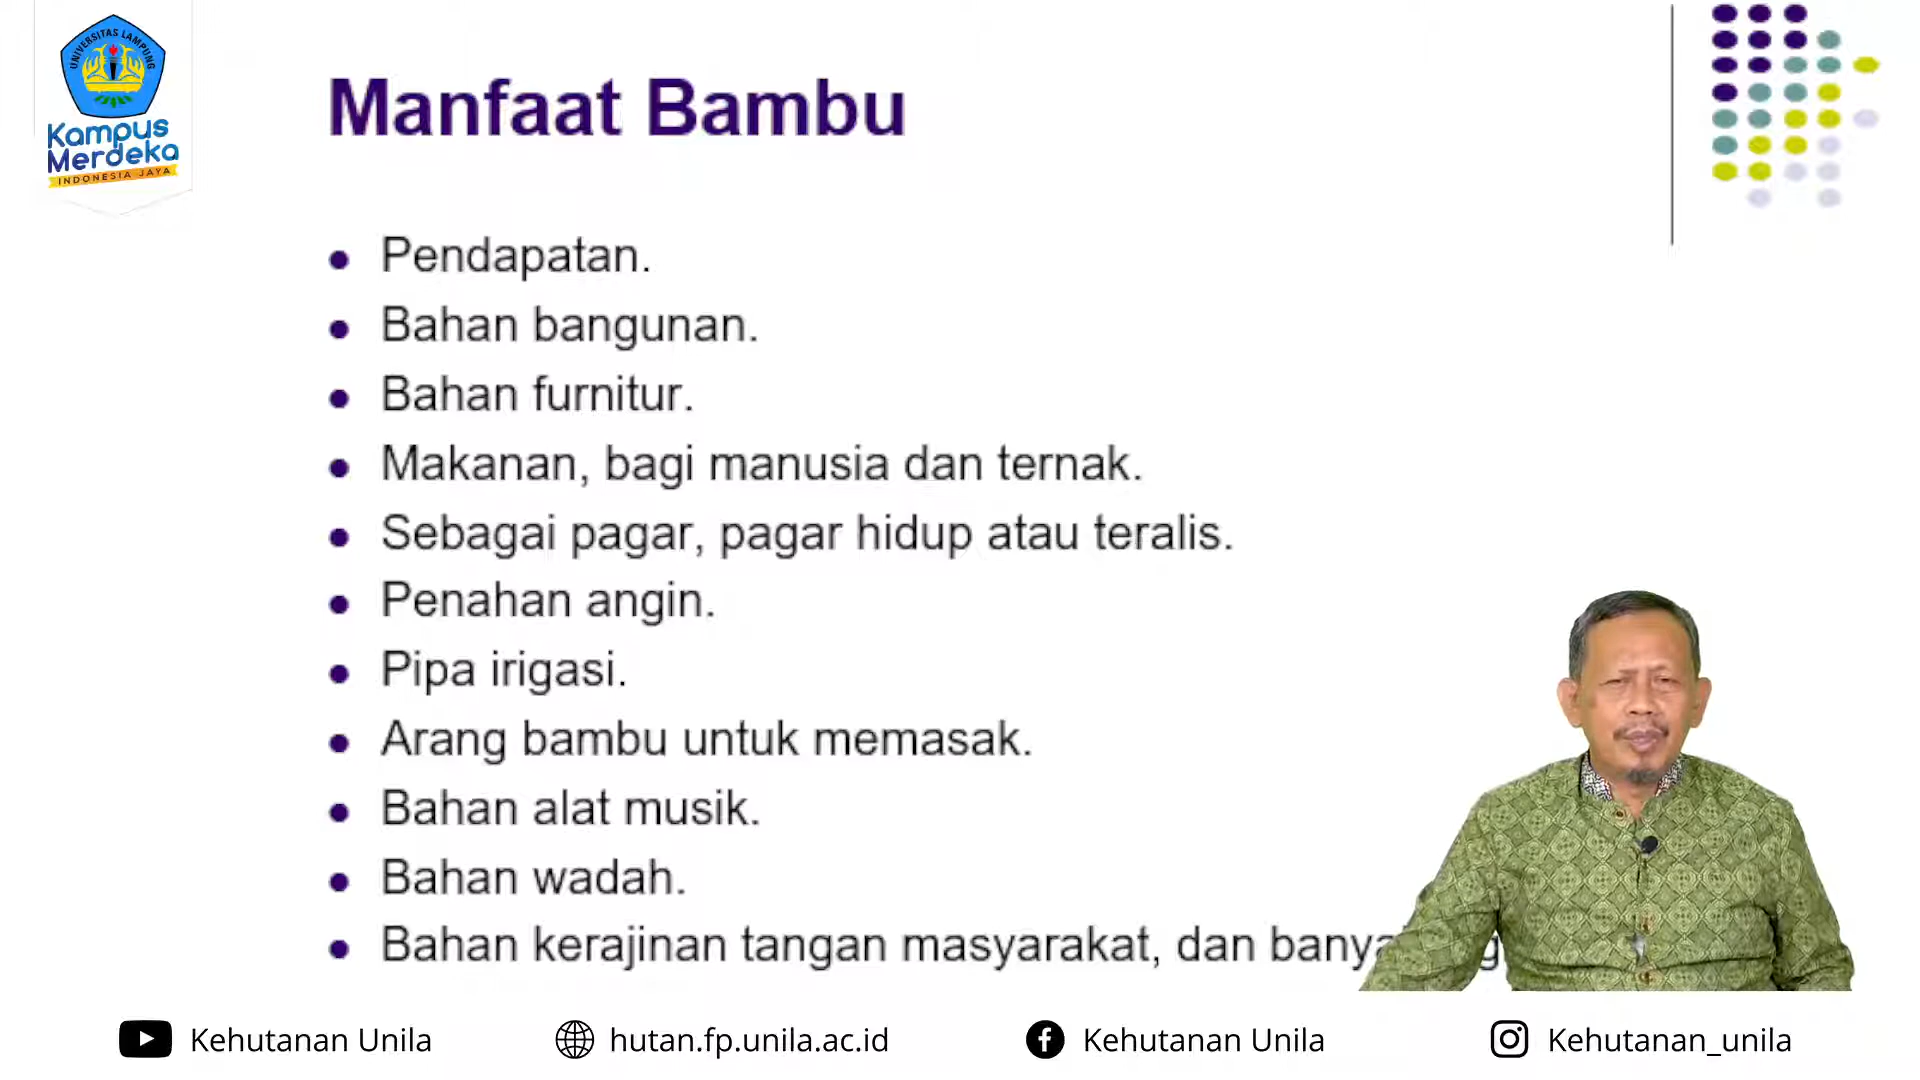 UNIVERSITAS LAMPUNG
Kampus
Merdeka
INDONESIA JAYA
Manfaat Bambu
Pendapatan.
Bahan bangunan.
Bahan furnitur.
Makanan, bagi manusia dan ternak.
Sebagai pagar, pagar hidup atau teralis.
Penahan angin.
Pipa irigasi.
Arang bambu untuk memasak.
Bahan alat musik.
Bahan wadah.
Bahan kerajinan tangan masyarakat, dan
Kehutanan Unila
hutan.fp.unila.ac.id
Kehutanan Unila
Kehutanan_unila